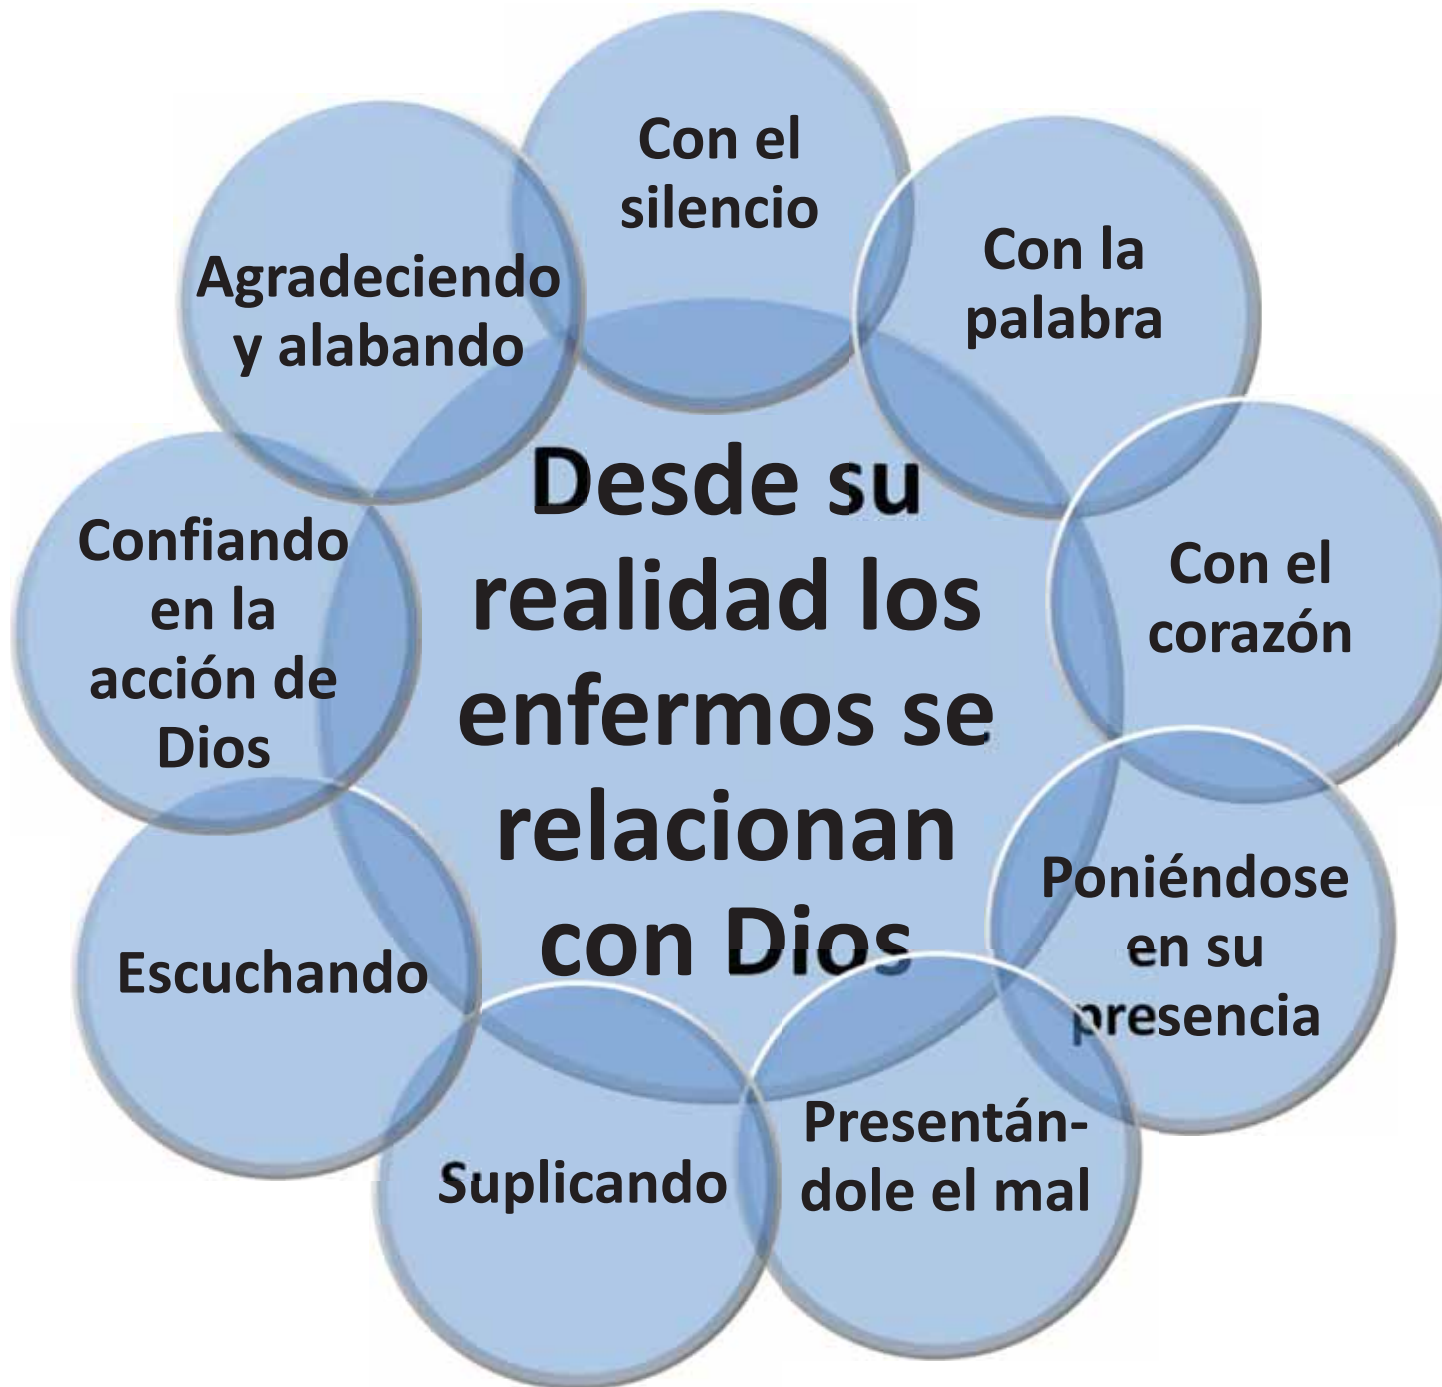 Con el
silencio
Con la
palabra
Con el
corazón
Poniéndose
en su
presencia
Presentán-
dole el mal
Suplicando
Escuchando
Confiando
en la
acción de
Dios
Agradeciendo
y alabando
Desde su
realidad los
enfermos se
relacionan
con Dios